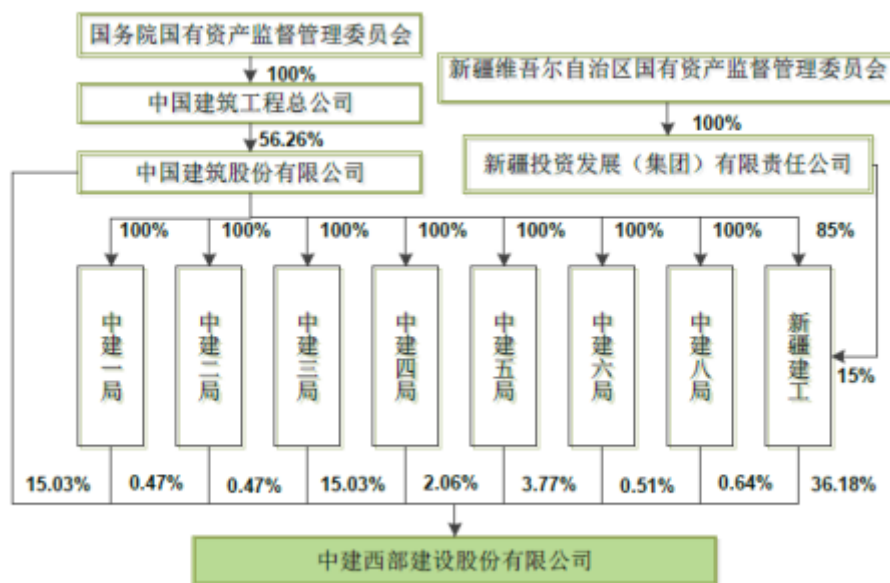 国务院国有资产监督管理委员会
新疆维吾尔自治区国有资产监督管理委员会
100%
100%
中国建筑工程总公司
56.26%
中国建筑股份有限公司
新疆投资发展（集团）有限责任公司
100% 100% 100% 100% 100% 100% 100% 85%
中建一局
中建二局
中建三局
中建四局
中建五局
中建六局
中建八局
新疆建工
15%
15.03% 0.47% 0.47% 15.03% 2.06% 3.77% 0.51% 0.64% 36.18%
中建西部建设股份有限公司